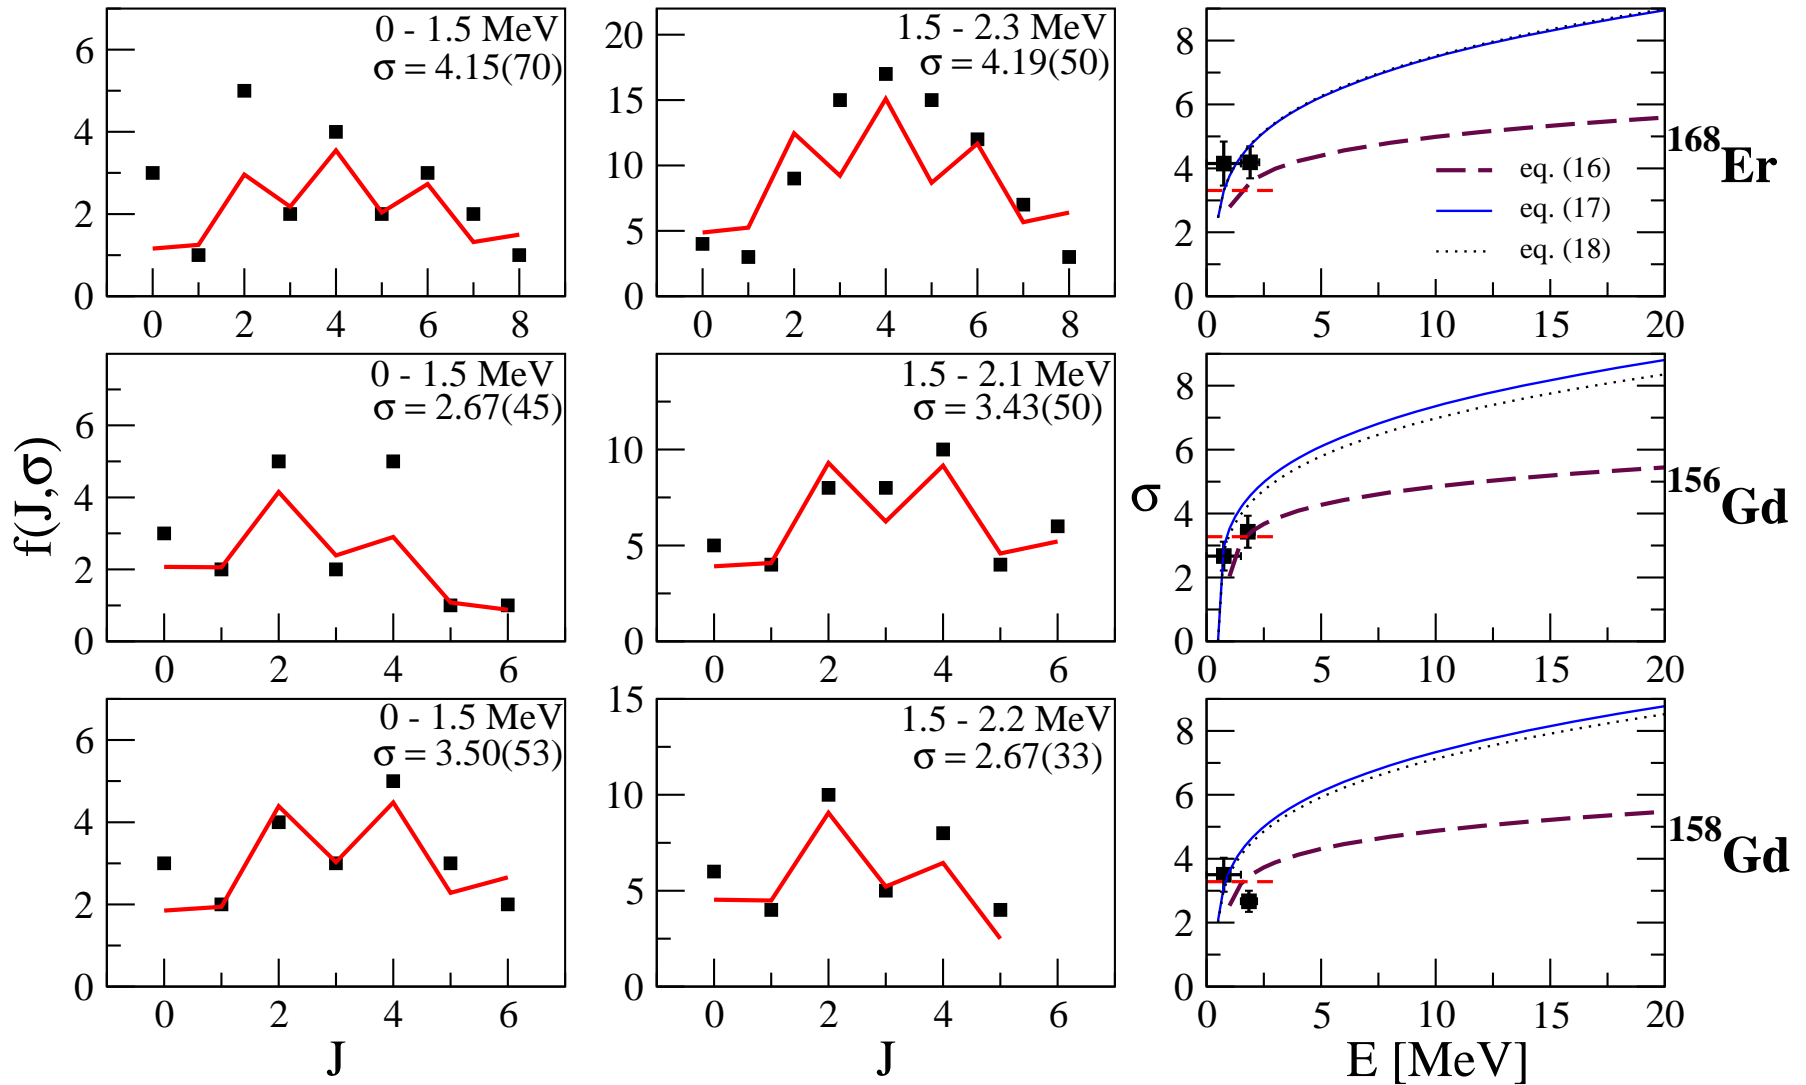 0 - 1.5 MeV
σ = 4.15(70)
6
4
2
0
0 2 4 6 8
1.5 - 2.3 MeV
σ = 4.19(50)
20
15
10
5
0
0 2 4 6 8
8
6
4
2
0
0 5 10 15 20
eq. (16)
eq. (17)
eq. (18)
168Er
0 - 1.5 MeV
σ = 2.67(45)
6
4
2
0
0 2 4 6
f(J,σ)
1.5 - 2.1 MeV
σ = 3.43(50)
10
5
0
0 2 4 6
σ
8
6
4
2
0
0 5 10 15 20
156Gd
0 - 1.5 MeV
σ = 3.50(53)
6
4
2
0
0 2 4 6
J
1.5 - 2.2 MeV
σ = 2.67(33)
15
10
5
0
0 2 4 6
J
8
6
4
2
0
0 5 10 15 20
E [MeV]
158Gd